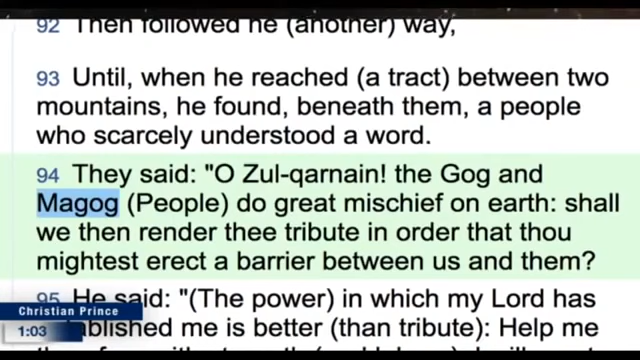 92 Then followed he (another) way,
93 Until, when he reached (a tract) between two
mountains, he found, beneath them, a people
who scarcely understood a word.
94 They said: "O Zul-qarnain! the Gog and
Magog (People) do great mischief on earth: shall
we then render thee tribute in order that thou
mightest erect a barrier between us and them?
95 He said: "(The power) in which my Lord has
Christian Prince
1:03
ablished me is better (than tribute): Help me